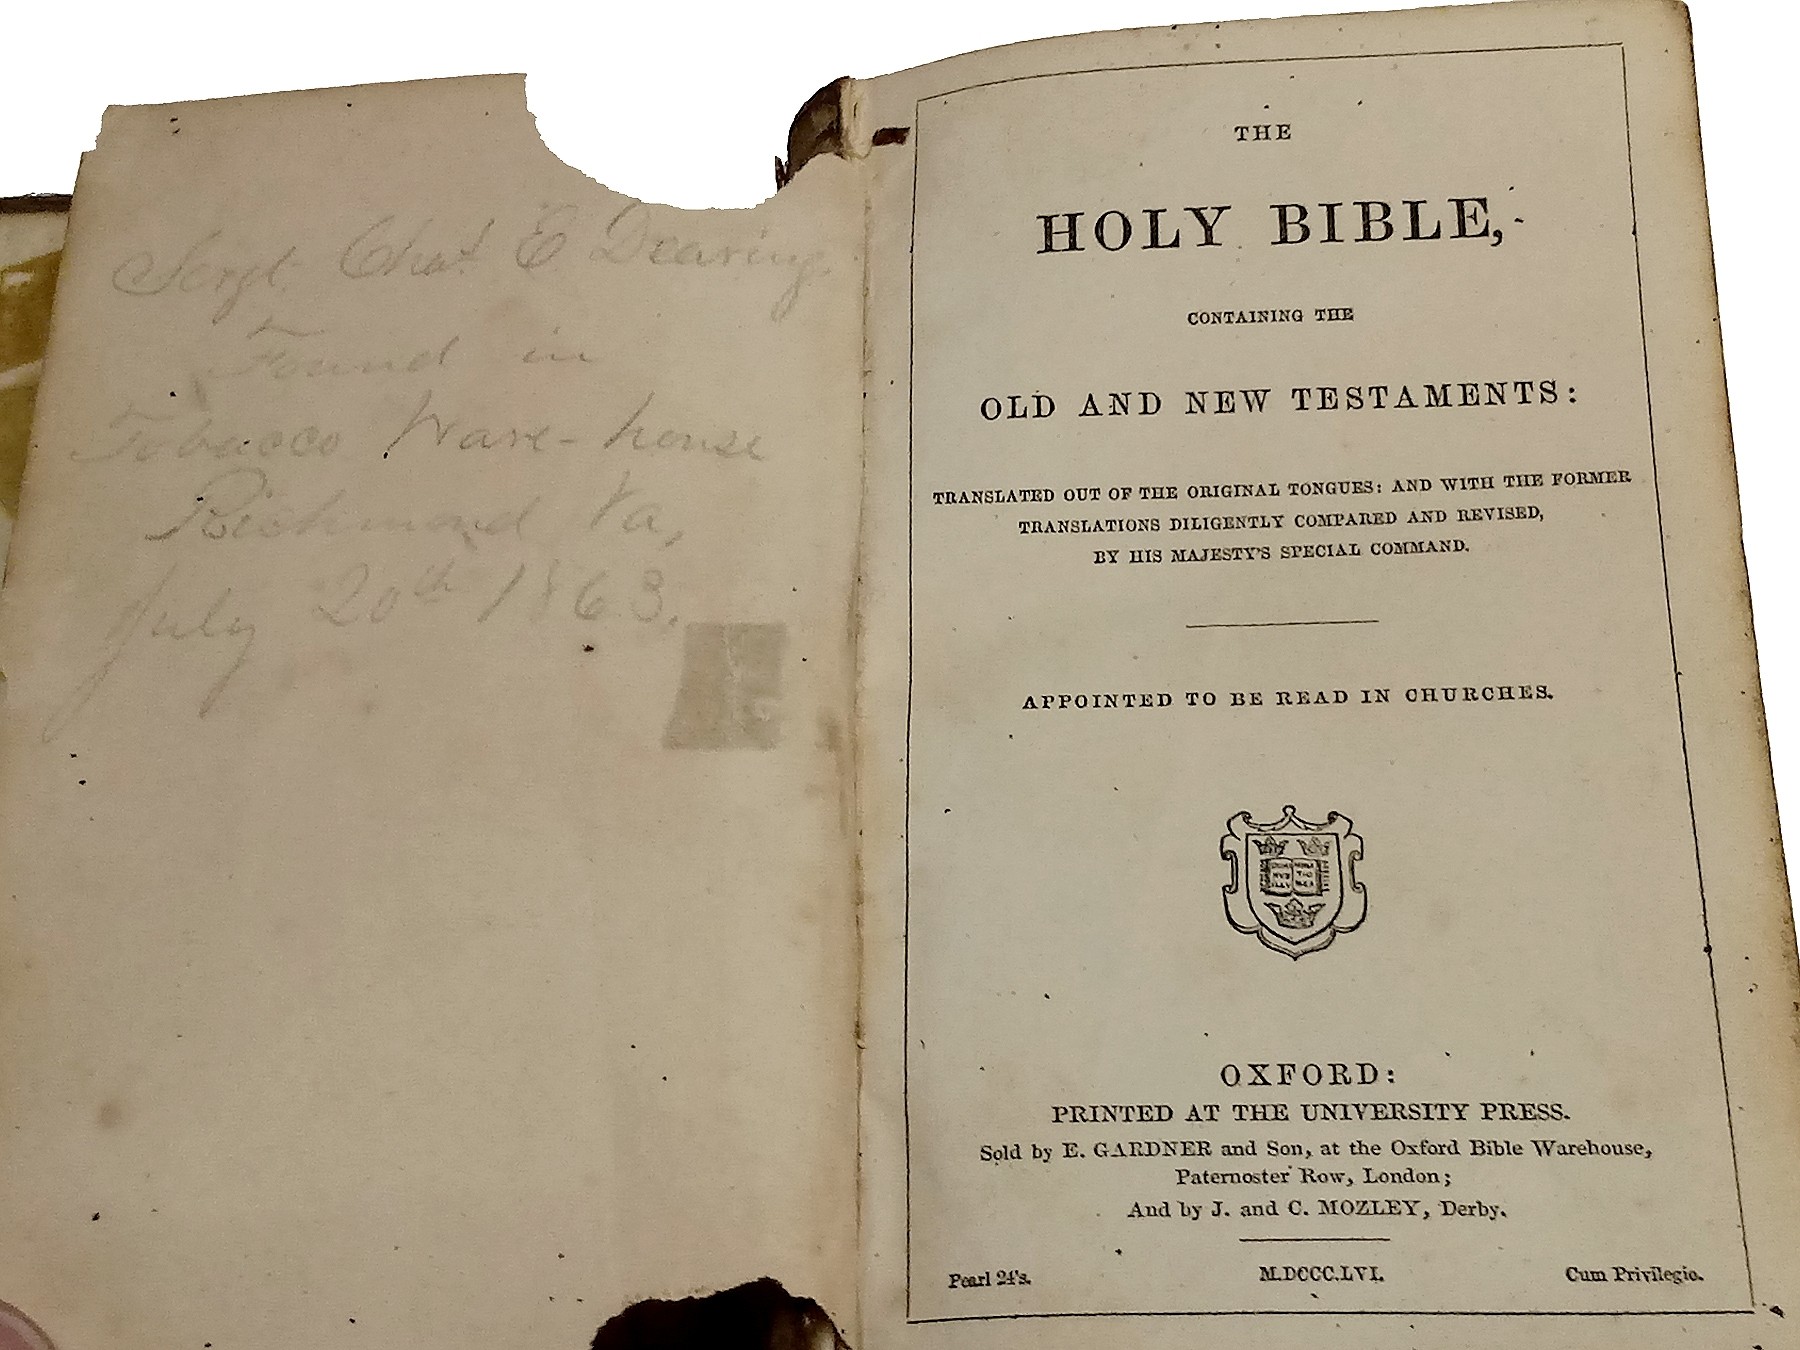 Sergt. Chas E Dearing.
Found in
Tobacco Ware-house
Richmond Va,
July 20th 1863.
THE
HOLY BIBLE,
CONTAINING THE
OLD AND NEW TESTAMENTS:
TRANSLATED OUT OF THE ORIGINAL TONGUES: AND WITH THE FORMER
TRANSLATIONS DILIGENTLY COMPARED AND REVISED,
BY HIS MAJESTY'S SPECIAL COMMAND.
APPOINTED TO BE READ IN CHURCHES.
OXFORD:
PRINTED AT THE UNIVERSITY PRESS.
Sold by E. GARDNER and Son, at the Oxford Bible Warehouse,
Paternoster Row, London;
And by J. and C. MOZLEY, Derby.
M.DCCC.LVI.
Pearl 24's.
Cum Privilegio.